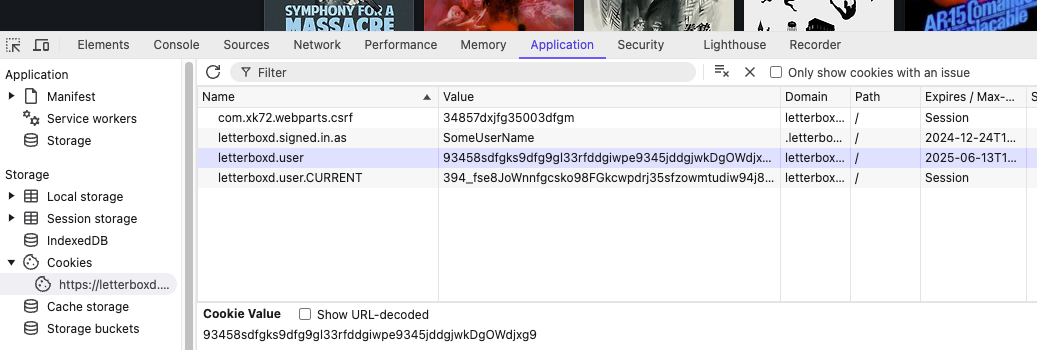 SYMPHONY FOR A
MASSACRE
AR-15 Comando
Elements Console Sources Network Performance Memory Application Security Lighthouse Recorder
Application
Manifest
Service workers
Storage
Storage
Local storage
Session storage
IndexedDB
Cookies
https://letterboxd....
Cache storage
Storage buckets
Filter
Only show cookies with an issue
Name Value Domain Path Expires / Max-... S
com.xk72.webparts.csrf 34857dxjfg35003dfgm letterbox... / Session
letterboxd.signed.in.as SomeUserName .letterbo... / 2024-12-24T1...
letterboxd.user 93458sdfgks9dfg9gl33rfddgiwpe9345jddgjwkDgOWdjx... letterbox... / 2025-06-13T1...
letterboxd.user.CURRENT 394_fse8JoWnnfgcsko98FGkcwpdrj35sfzowmtudiw94j8... letterbox... / Session
Cookie Value Show URL-decoded
93458sdfgks9dfg9gl33rfddgiwpe9345jddgjwkDgOWdjxg9